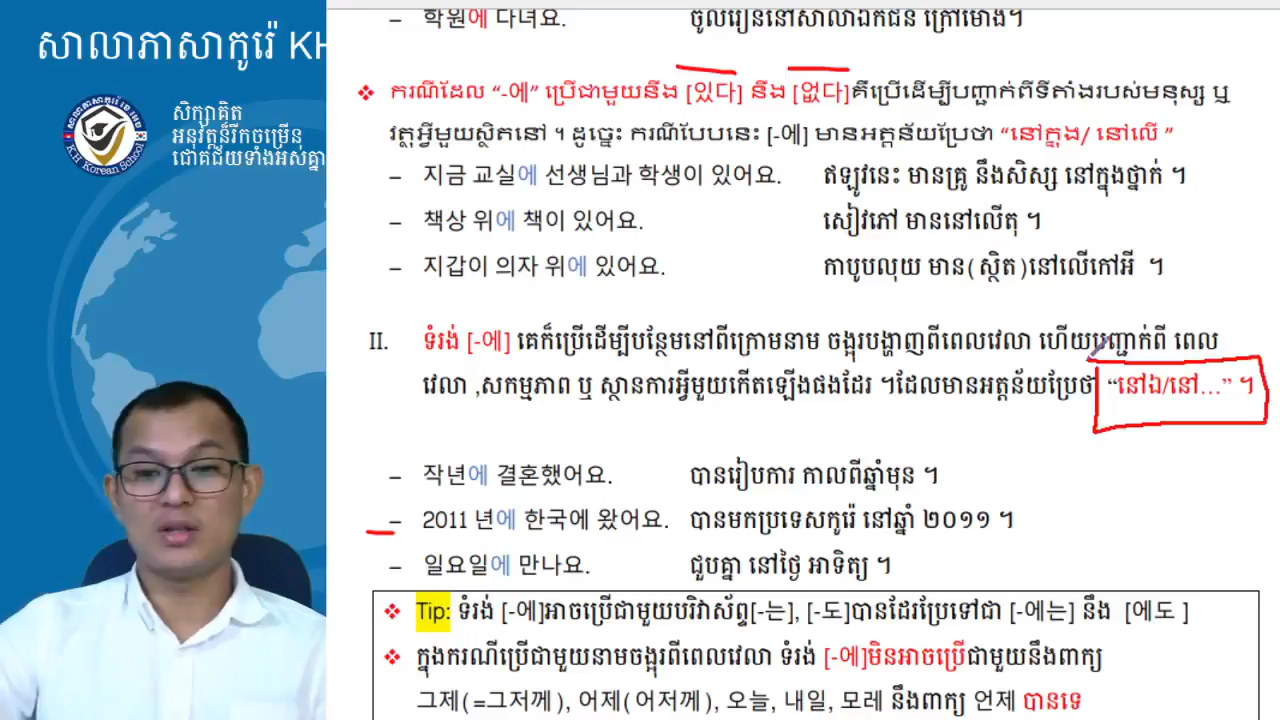 សាលាភាសាកូរ៉េ KH
សិក្សាគិត
អនុវត្តន៍រីកចម្រើន
ជោគជ័យទាំងអស់គ្នា
K.H Korean School
– 학원에 다녀요. ចូលរៀននៅសាលាឯកជន ក្រៅម៉ោង។
❖ ករណីដែល “-에” ប្រើជាមួយនឹង [있다] នឹង [없다]គឺប្រើដើម្បីបញ្ជាក់ពីទីតាំងរបស់មនុស្ស ឬ
វត្ថុអ្វីមួយស្ថិតនៅ ។ ដូច្នេះ ករណីបែបនេះ [-에] មានអត្តន័យប្រែថា “នៅក្នុង/ នៅលើ ”
– 지금 교실에 선생님과 학생이 있어요. ឥឡូវនេះ មានគ្រូ នឹងសិស្ស នៅក្នុងថ្នាក់ ។
– 책상 위에 책이 있어요. សៀវភៅ មាននៅលើតុ ។
– 지갑이 의자 위에 있어요. កាបូបលុយ មាន(ស្ថិត)នៅលើកៅអី ។
II. ទំរង់ [-에] គេក៏ប្រើដើម្បីបន្ថែមនៅពីក្រោមនាម ចង្អុរបង្ហាញពីពេលវេលា ហើយបញ្ជាក់ពី ពេល
វេលា ,សកម្មភាព ឬ ស្ថានការអ្វីមួយកើតឡើងផងដែរ ។ដែលមានអត្តន័យប្រែថា “នៅឯ/នៅ...” ។
– 작년에 결혼했어요. បានរៀបការ កាលពីឆ្នាំមុន ។
– 2011 년에 한국에 왔어요. បានមកប្រទេសកូរ៉េ នៅឆ្នាំ ២០១១ ។
– 일요일에 만나요. ជួបគ្នា នៅថ្ងៃ អាទិត្យ ។
❖ Tip: ទំរង់ [-에]អាចប្រើជាមួយបរិវាស័ព្ទ[-는], [-도]បានដែរប្រែទៅជា [-에는] នឹង [에도 ]
❖ ក្នុងករណីប្រើជាមួយនាមចង្អុរពីពេលវេលា ទំរង់ [-에]មិនអាចប្រើជាមួយនឹងពាក្យ
그제(=그저께), 어제(어저께), 오늘, 내일, 모레 នឹងពាក្យ 언제 បានទេ